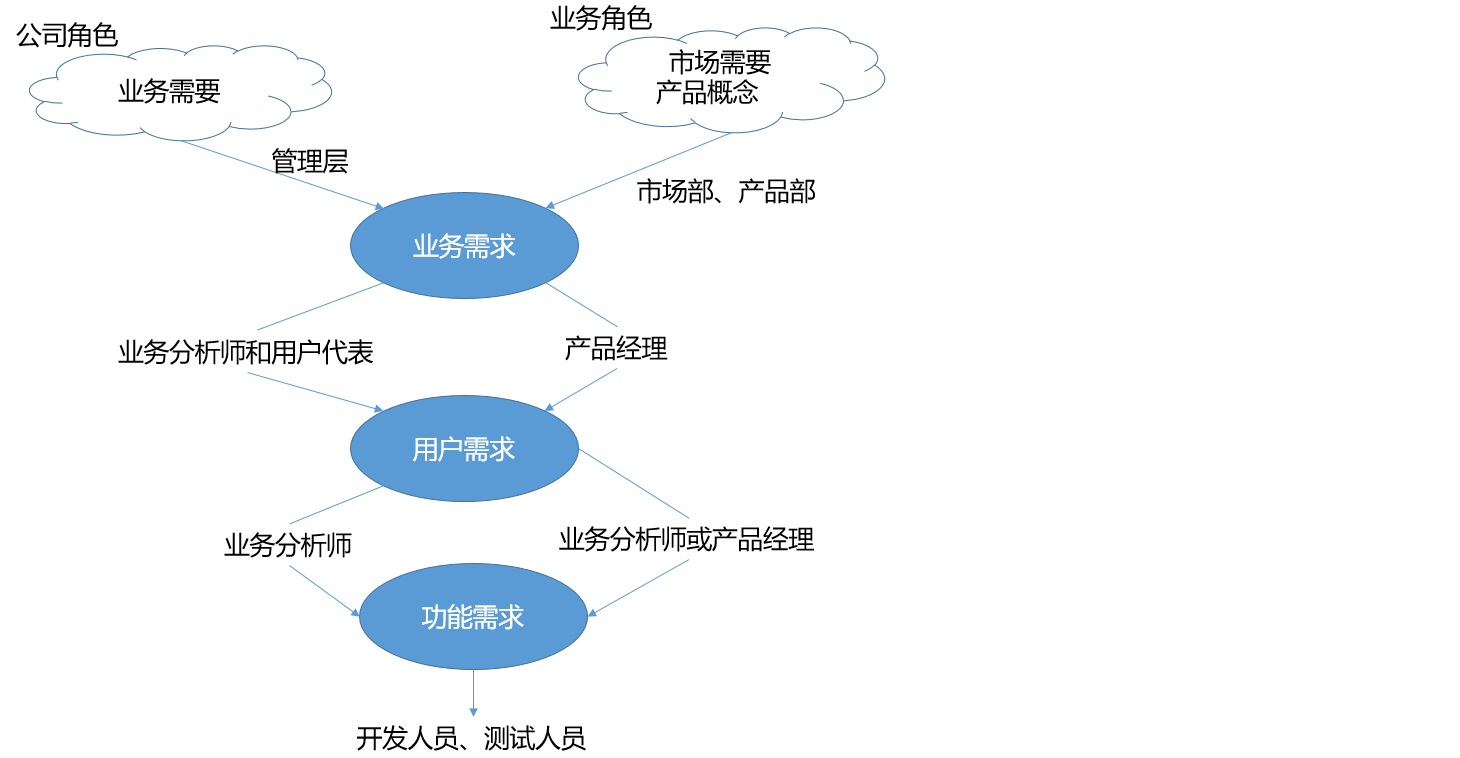 公司角色
业务角色
业务需要
市场需要
产品概念
管理层
市场部、产品部
业务需求
业务分析师和用户代表
产品经理
用户需求
业务分析师
业务分析师或产品经理
功能需求
开发人员、测试人员